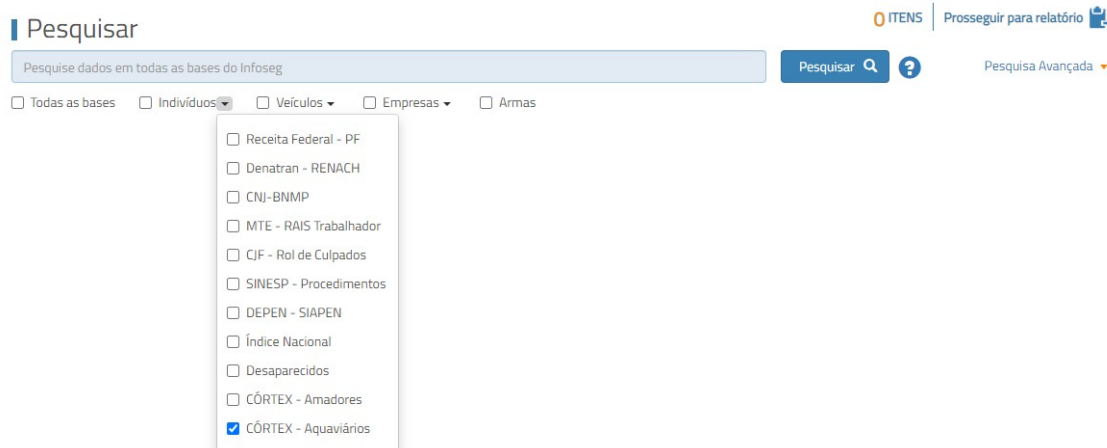 Pesquisar
0 ITENS
Prosseguir para relatório
Pesquise dados em todas as bases do Infoseg
Pesquisar
?
Pesquisa Avançada
Todas as bases
Indivíduos
Veículos
Empresas
Armas
Receita Federal - PF
Denatran - RENACH
CNJ-BNMP
MTE - RAIS Trabalhador
CJF - Rol de Culpados
SINESP - Procedimentos
DEPEN - SIAPEN
Índice Nacional
Desaparecidos
CÓRTEX - Amadores
CÓRTEX - Aquaviários